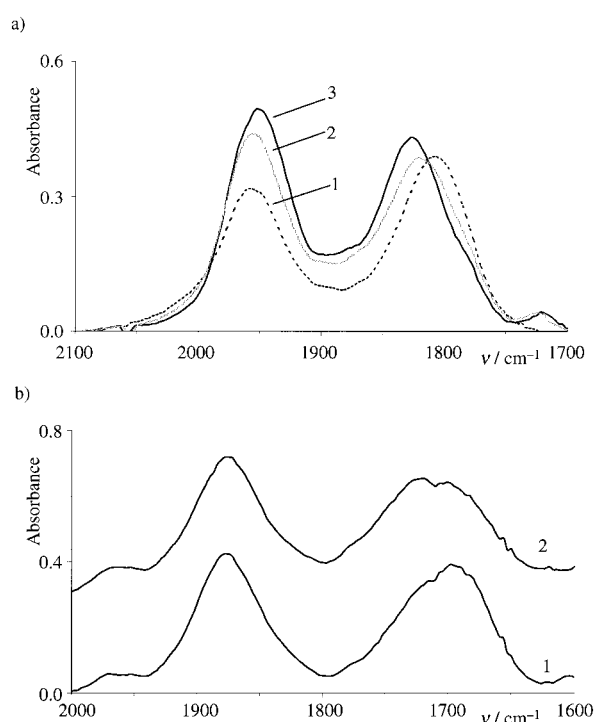 a)
0.6
Absorbance
3
2
0.3
1
0.0
2100 2000 1900 1800 1700
ν / cm⁻¹
b)
0.8
Absorbance
2
0.4
1
0.0
2000 1900 1800 1700 1600
ν / cm⁻¹